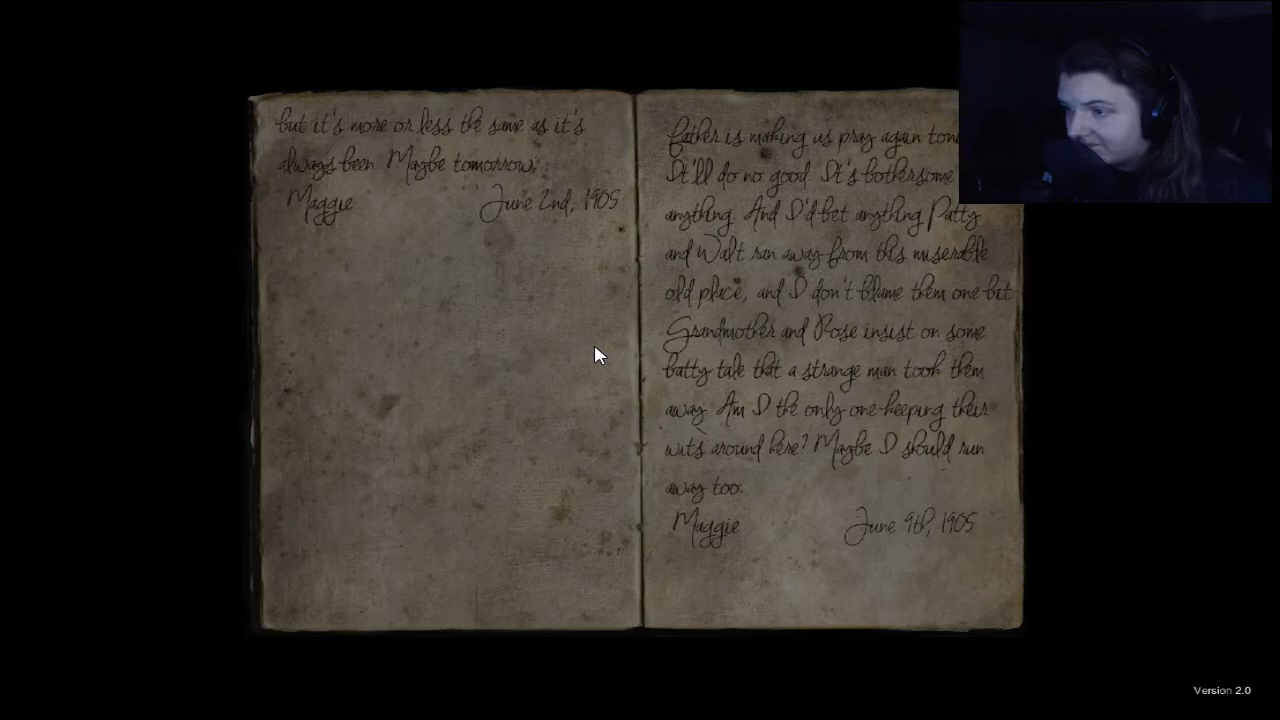 but it's more or less the same as it's
always been. Maybe tomorrow.
Maggie June 2nd, 1905
Father is making us pray again
It'll do no good. It's bothersome
anything. And I'd bet anything Patty
and Walt ran away from this miserable
old place, and I don't blame them one bit
Grandmother and Rose insist on some
batty tale that a strange man took them
away. Am I the only one keeping their
wits around here? Maybe I should run
away too.
Maggie June 9th, 1905
Version 2.0